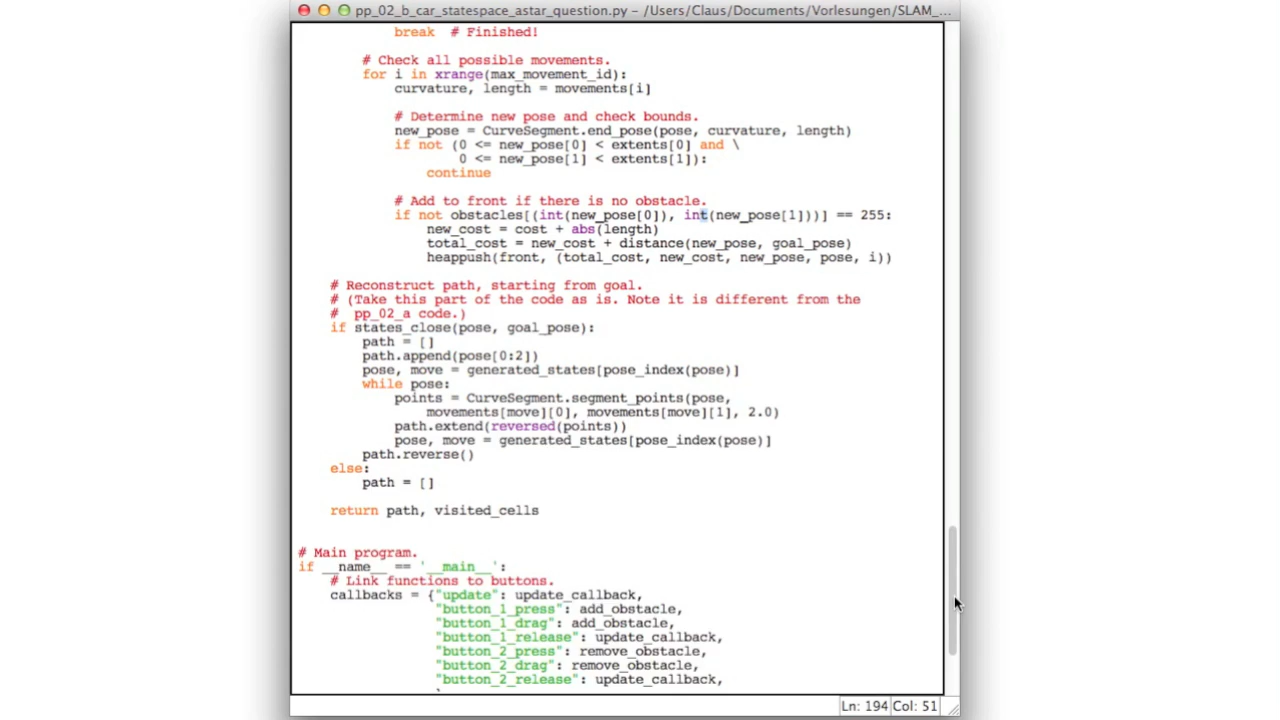 pp_02_b_car_statespace_astar_question.py – /Users/Claus/Documents/Vorlesungen/SLAM_...
break  # Finished!
# Check all possible movements.
for i in xrange(max_movement_id):
curvature, length = movements[i]
# Determine new pose and check bounds.
new_pose = CurveSegment.end_pose(pose, curvature, length)
if not (0 <= new_pose[0] < extents[0] and \
0 <= new_pose[1] < extents[1]):
continue
# Add to front if there is no obstacle.
if not obstacles[(int(new_pose[0]), int(new_pose[1]))] == 255:
new_cost = cost + abs(length)
total_cost = new_cost + distance(new_pose, goal_pose)
heappush(front, (total_cost, new_cost, new_pose, pose, i))
# Reconstruct path, starting from goal.
# (Take this part of the code as is. Note it is different from the
#  pp_02_a code.)
if states_close(pose, goal_pose):
path = []
path.append(pose[0:2])
pose, move = generated_states[pose_index(pose)]
while pose:
points = CurveSegment.segment_points(pose,
movements[move][0], movements[move][1], 2.0)
path.extend(reversed(points))
pose, move = generated_states[pose_index(pose)]
path.reverse()
else:
path = []
return path, visited_cells
# Main program.
if __name__ == '__main__':
# Link functions to buttons.
callbacks = {"update": update_callback,
"button_1_press": add_obstacle,
"button_1_drag": add_obstacle,
"button_1_release": update_callback,
"button_2_press": remove_obstacle,
"button_2_drag": remove_obstacle,
"button_2_release": update_callback,
Ln: 194 Col: 51